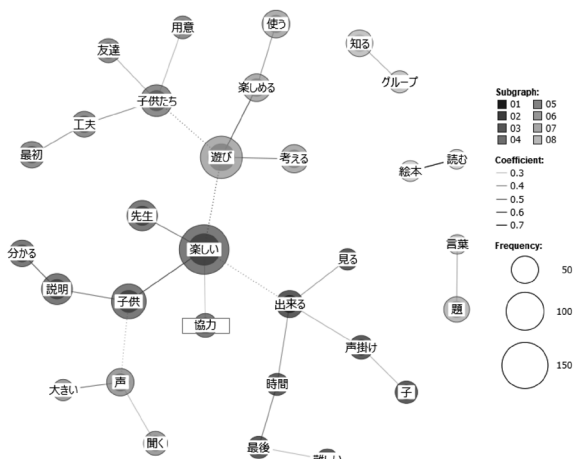 使う
用意
知る
友達
グループ
楽しめる
子供たち
工夫
最初
遊び
考える
絵本
読む
先生
楽しい
分かる
説明
子供
協力
見る
出来る
言葉
題
声掛け
子
時間
声
大きい
聞く
最後
難しい
Subgraph:
01 05
02 06
03 07
04 08
Coefficient:
0.3
0.4
0.5
0.6
0.7
Frequency:
50
100
150